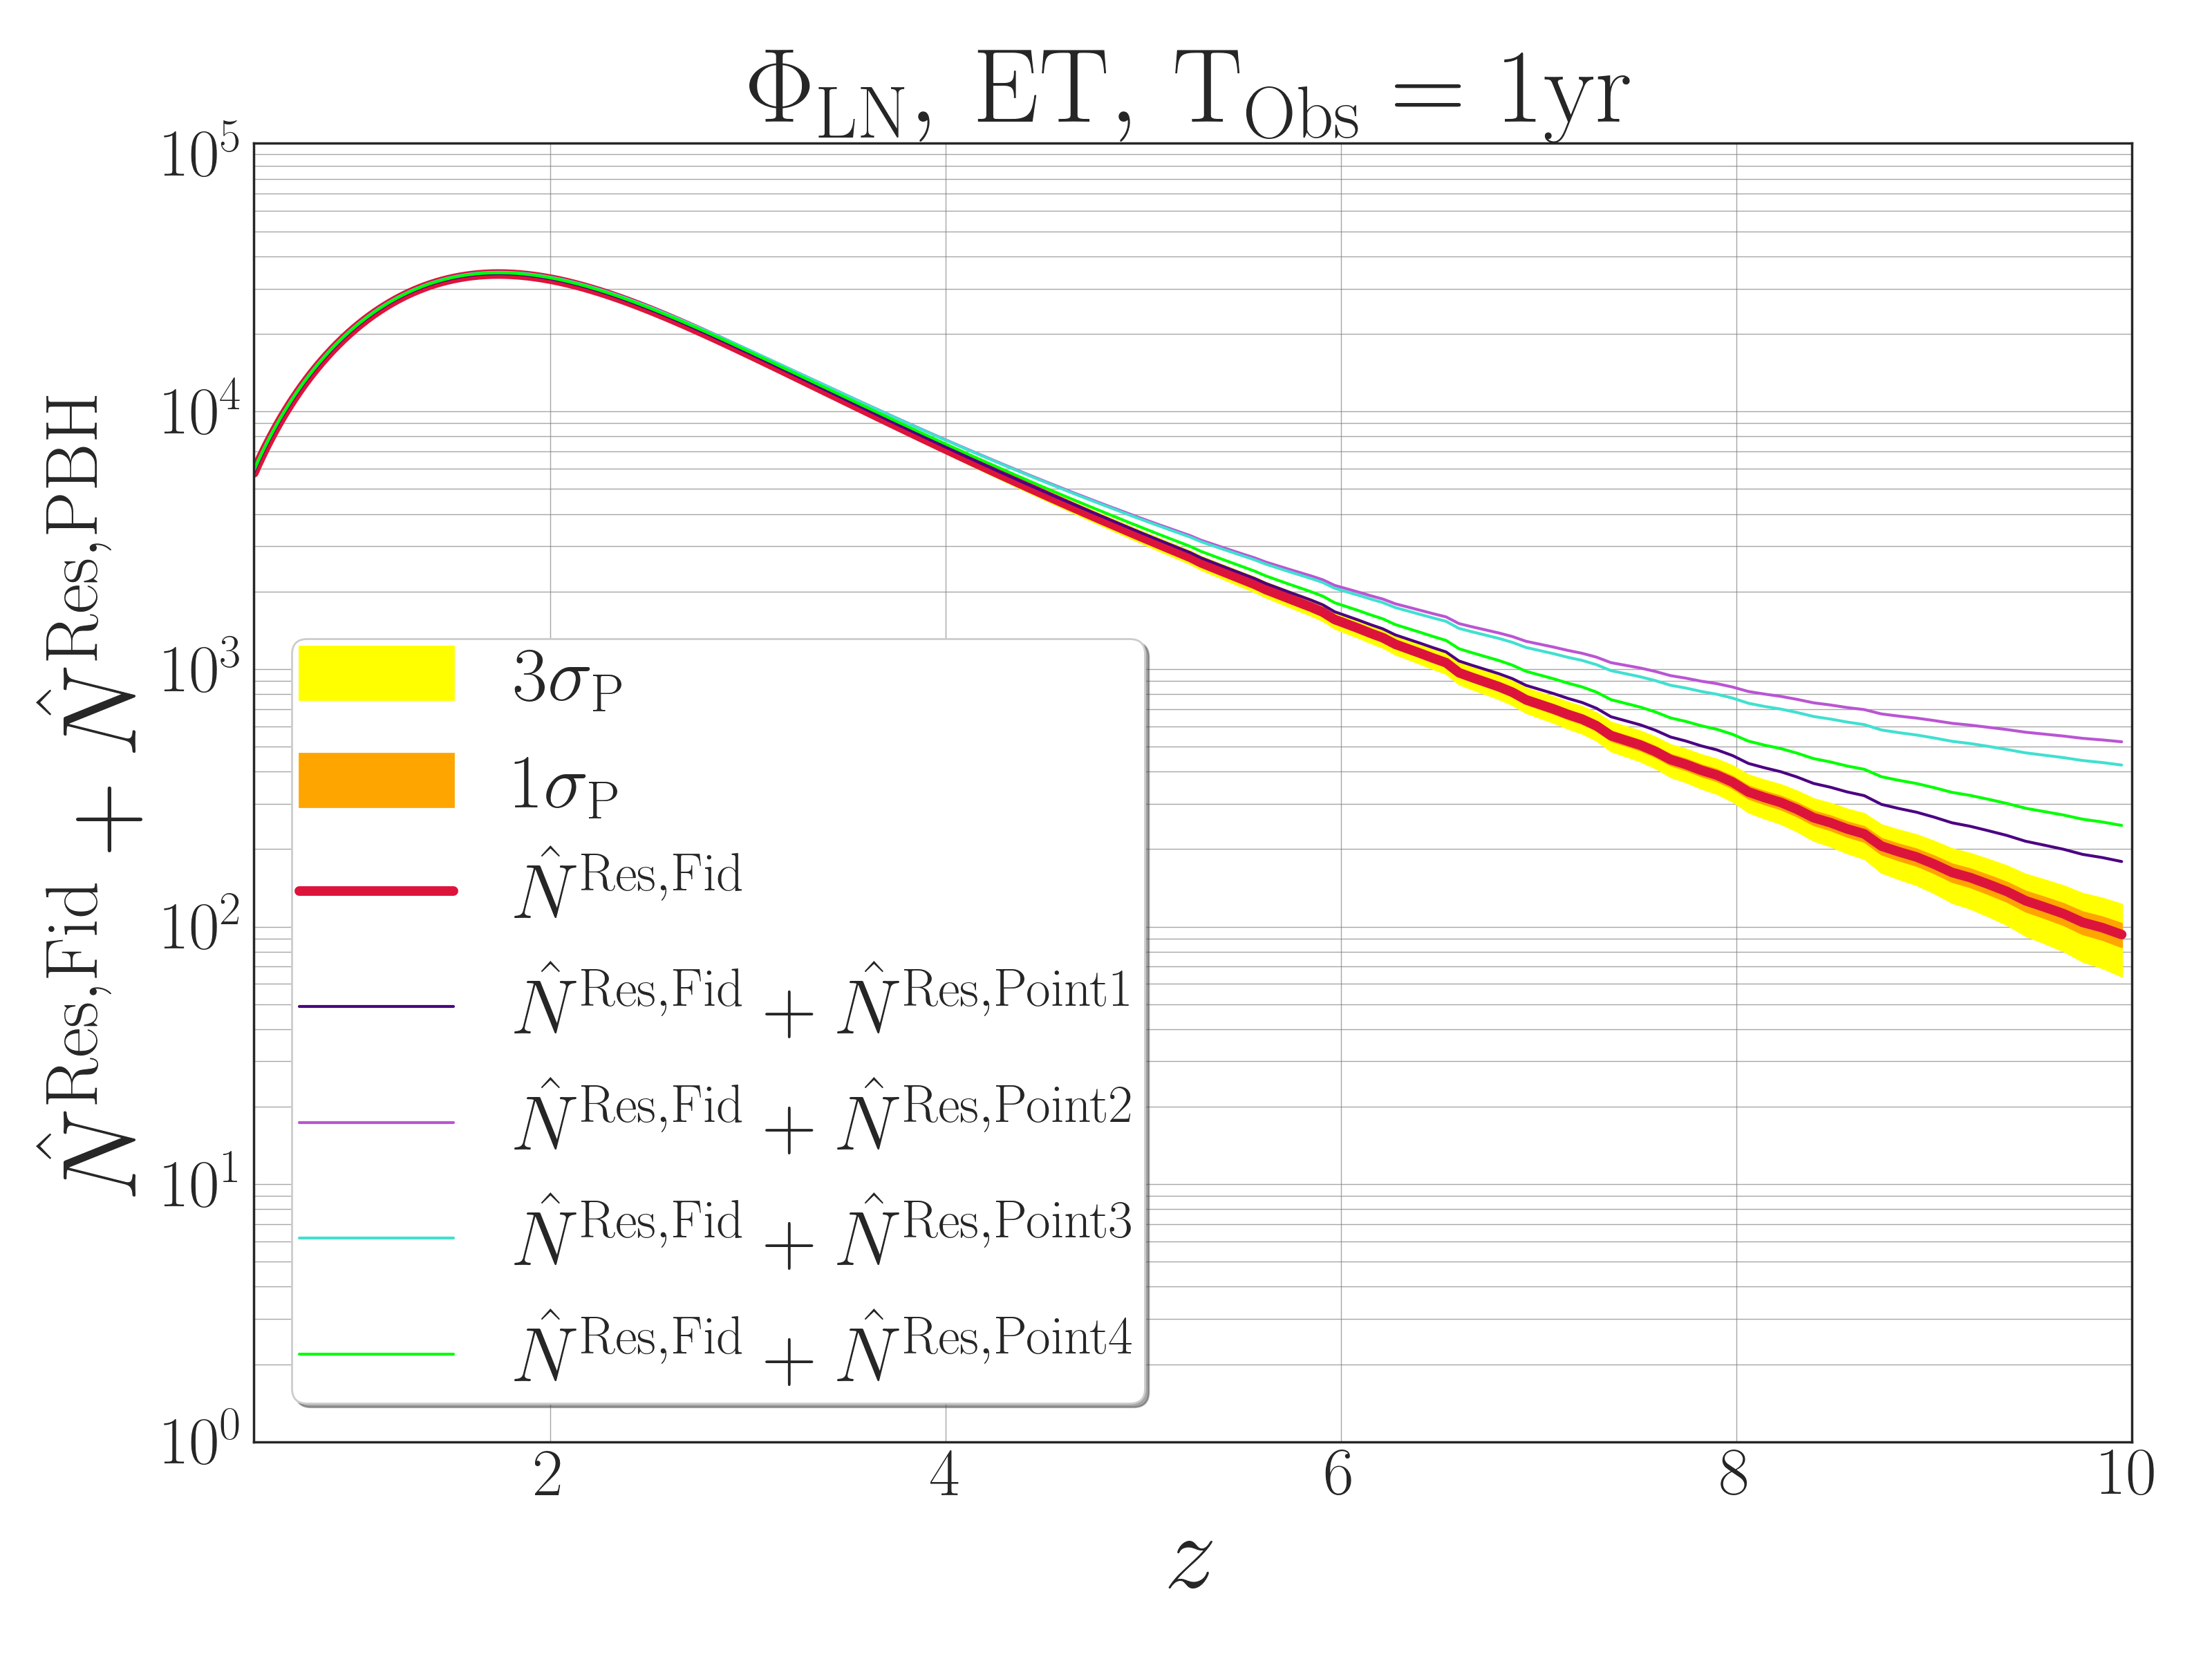 Φ_LN, ET, T_Obs = 1yr
N̂^Res,Fid + N̂^Res,PBH
10^5
10^4
10^3
10^2
10^1
10^0
3σ_P
1σ_P
N̂^Res,Fid
N̂^Res,Fid + N̂^Res,Point1
N̂^Res,Fid + N̂^Res,Point2
N̂^Res,Fid + N̂^Res,Point3
N̂^Res,Fid + N̂^Res,Point4
2 4 6 8 10
z